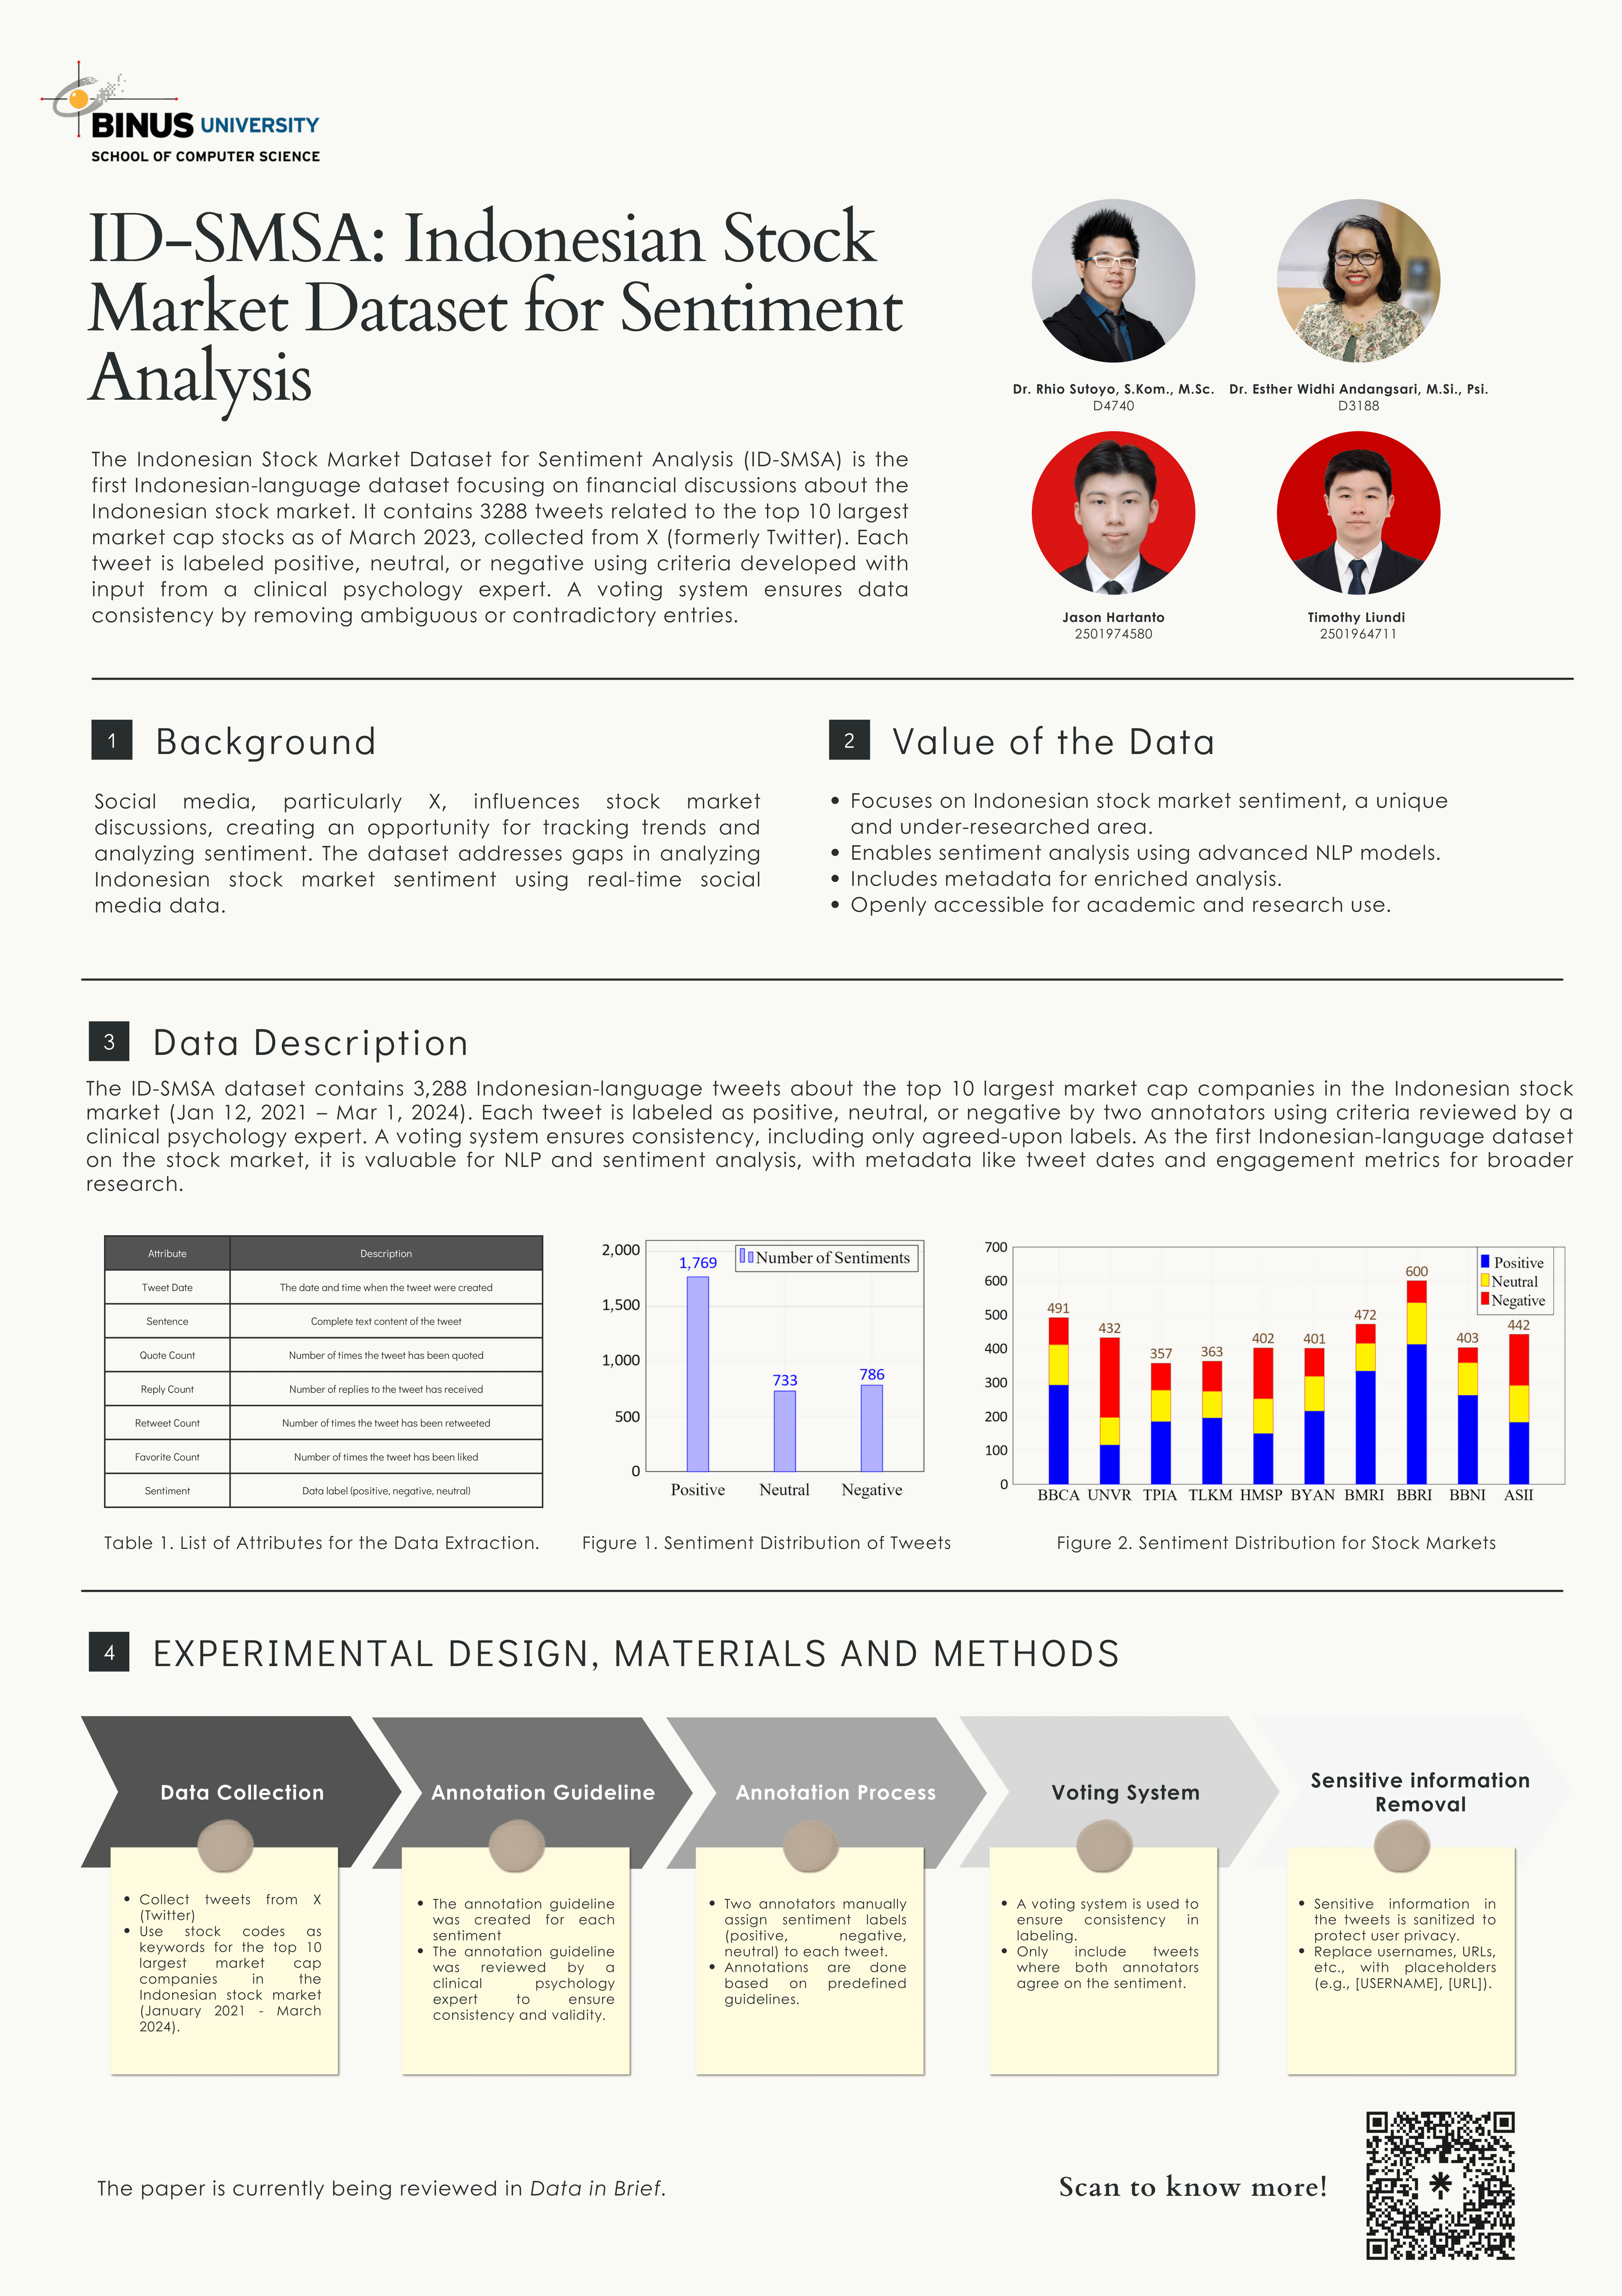 BINUS UNIVERSITY
SCHOOL OF COMPUTER SCIENCE
ID-SMSA: Indonesian Stock
Market Dataset for Sentiment
Analysis
The Indonesian Stock Market Dataset for Sentiment Analysis (ID-SMSA) is the
first Indonesian-language dataset focusing on financial discussions about the
Indonesian stock market. It contains 3288 tweets related to the top 10 largest
market cap stocks as of March 2023, collected from X (formerly Twitter). Each
tweet is labeled positive, neutral, or negative using criteria developed with
input from a clinical psychology expert. A voting system ensures data
consistency by removing ambiguous or contradictory entries.
Dr. Rhio Sutoyo, S.Kom., M.Sc.
D4740
Dr. Esther Widhi Andangsari, M.Si., Psi.
D3188
Jason Hartanto
2501974580
Timothy Liundi
2501964711
1 Background
Social media, particularly X, influences stock market
discussions, creating an opportunity for tracking trends and
analyzing sentiment. The dataset addresses gaps in analyzing
Indonesian stock market sentiment using real-time social
media data.
2 Value of the Data
• Focuses on Indonesian stock market sentiment, a unique
and under-researched area.
• Enables sentiment analysis using advanced NLP models.
• Includes metadata for enriched analysis.
• Openly accessible for academic and research use.
3 Data Description
The ID-SMSA dataset contains 3,288 Indonesian-language tweets about the top 10 largest market cap companies in the Indonesian stock
market (Jan 12, 2021 – Mar 1, 2024). Each tweet is labeled as positive, neutral, or negative by two annotators using criteria reviewed by a
clinical psychology expert. A voting system ensures consistency, including only agreed-upon labels. As the first Indonesian-language dataset
on the stock market, it is valuable for NLP and sentiment analysis, with metadata like tweet dates and engagement metrics for broader
research.
Attribute Description
Tweet Date The date and time when the tweet were created
Sentence Complete text content of the tweet
Quote Count Number of times the tweet has been quoted
Reply Count Number of replies to the tweet has received
Retweet Count Number of times the tweet has been retweeted
Favorite Count Number of times the tweet has been liked
Sentiment Data label (positive, negative, neutral)
Table 1. List of Attributes for the Data Extraction.
Number of Sentiments
2,000
1,500
1,000
500
0
1,769
733
786
Positive Neutral Negative
Figure 1. Sentiment Distribution of Tweets
Positive
Neutral
Negative
700
600
500
400
300
200
100
0
491 432 357 363 402 401 472 600 403 442
BBCA UNVR TPIA TLKM HMSP BYAN BMRI BBRI BBNI ASII
Figure 2. Sentiment Distribution for Stock Markets
4 EXPERIMENTAL DESIGN, MATERIALS AND METHODS
Data Collection
• Collect tweets from X
(Twitter)
• Use stock codes as
keywords for the top 10
largest market cap
companies in the
Indonesian stock market
(January 2021 - March
2024).
Annotation Guideline
• The annotation guideline
was created for each
sentiment
• The annotation guideline
was reviewed by a
clinical psychology
expert to ensure
consistency and validity.
Annotation Process
• Two annotators manually
assign sentiment labels
(positive, negative,
neutral) to each tweet.
• Annotations are done
based on predefined
guidelines.
Voting System
• A voting system is used to
ensure consistency in
labeling.
• Only include tweets
where both annotators
agree on the sentiment.
Sensitive information
Removal
• Sensitive information in
the tweets is sanitized to
protect user privacy.
• Replace usernames, URLs,
etc., with placeholders
(e.g., [USERNAME], [URL]).
The paper is currently being reviewed in Data in Brief.
Scan to know more!